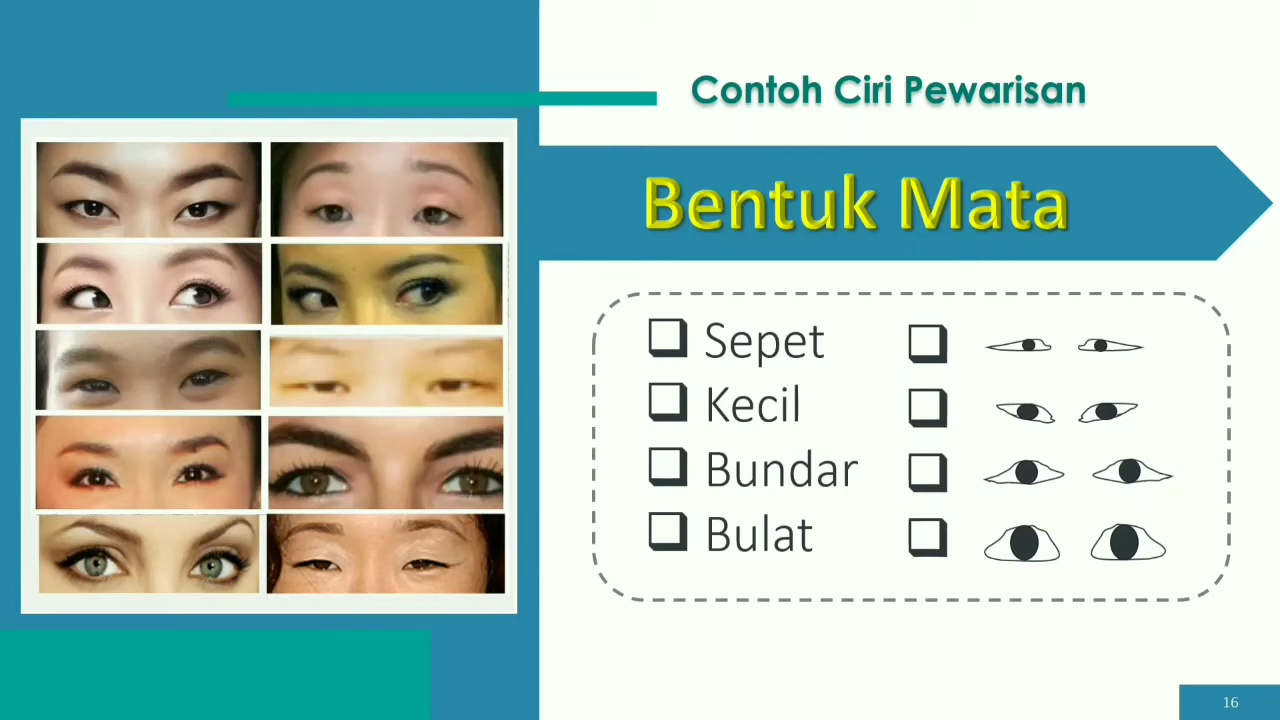 Contoh Ciri Pewarisan
Bentuk Mata
Sepet
Kecil
Bundar
Bulat
16